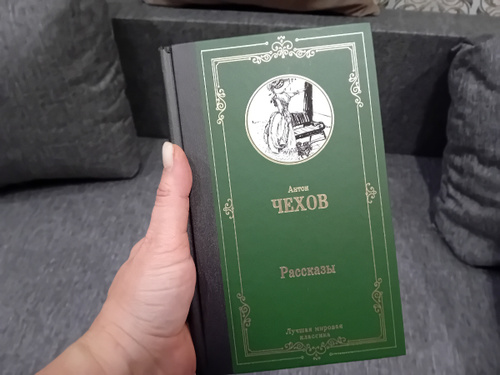 Антон
ЧЕХОВ
Рассказы
Лучшая мировая
классика